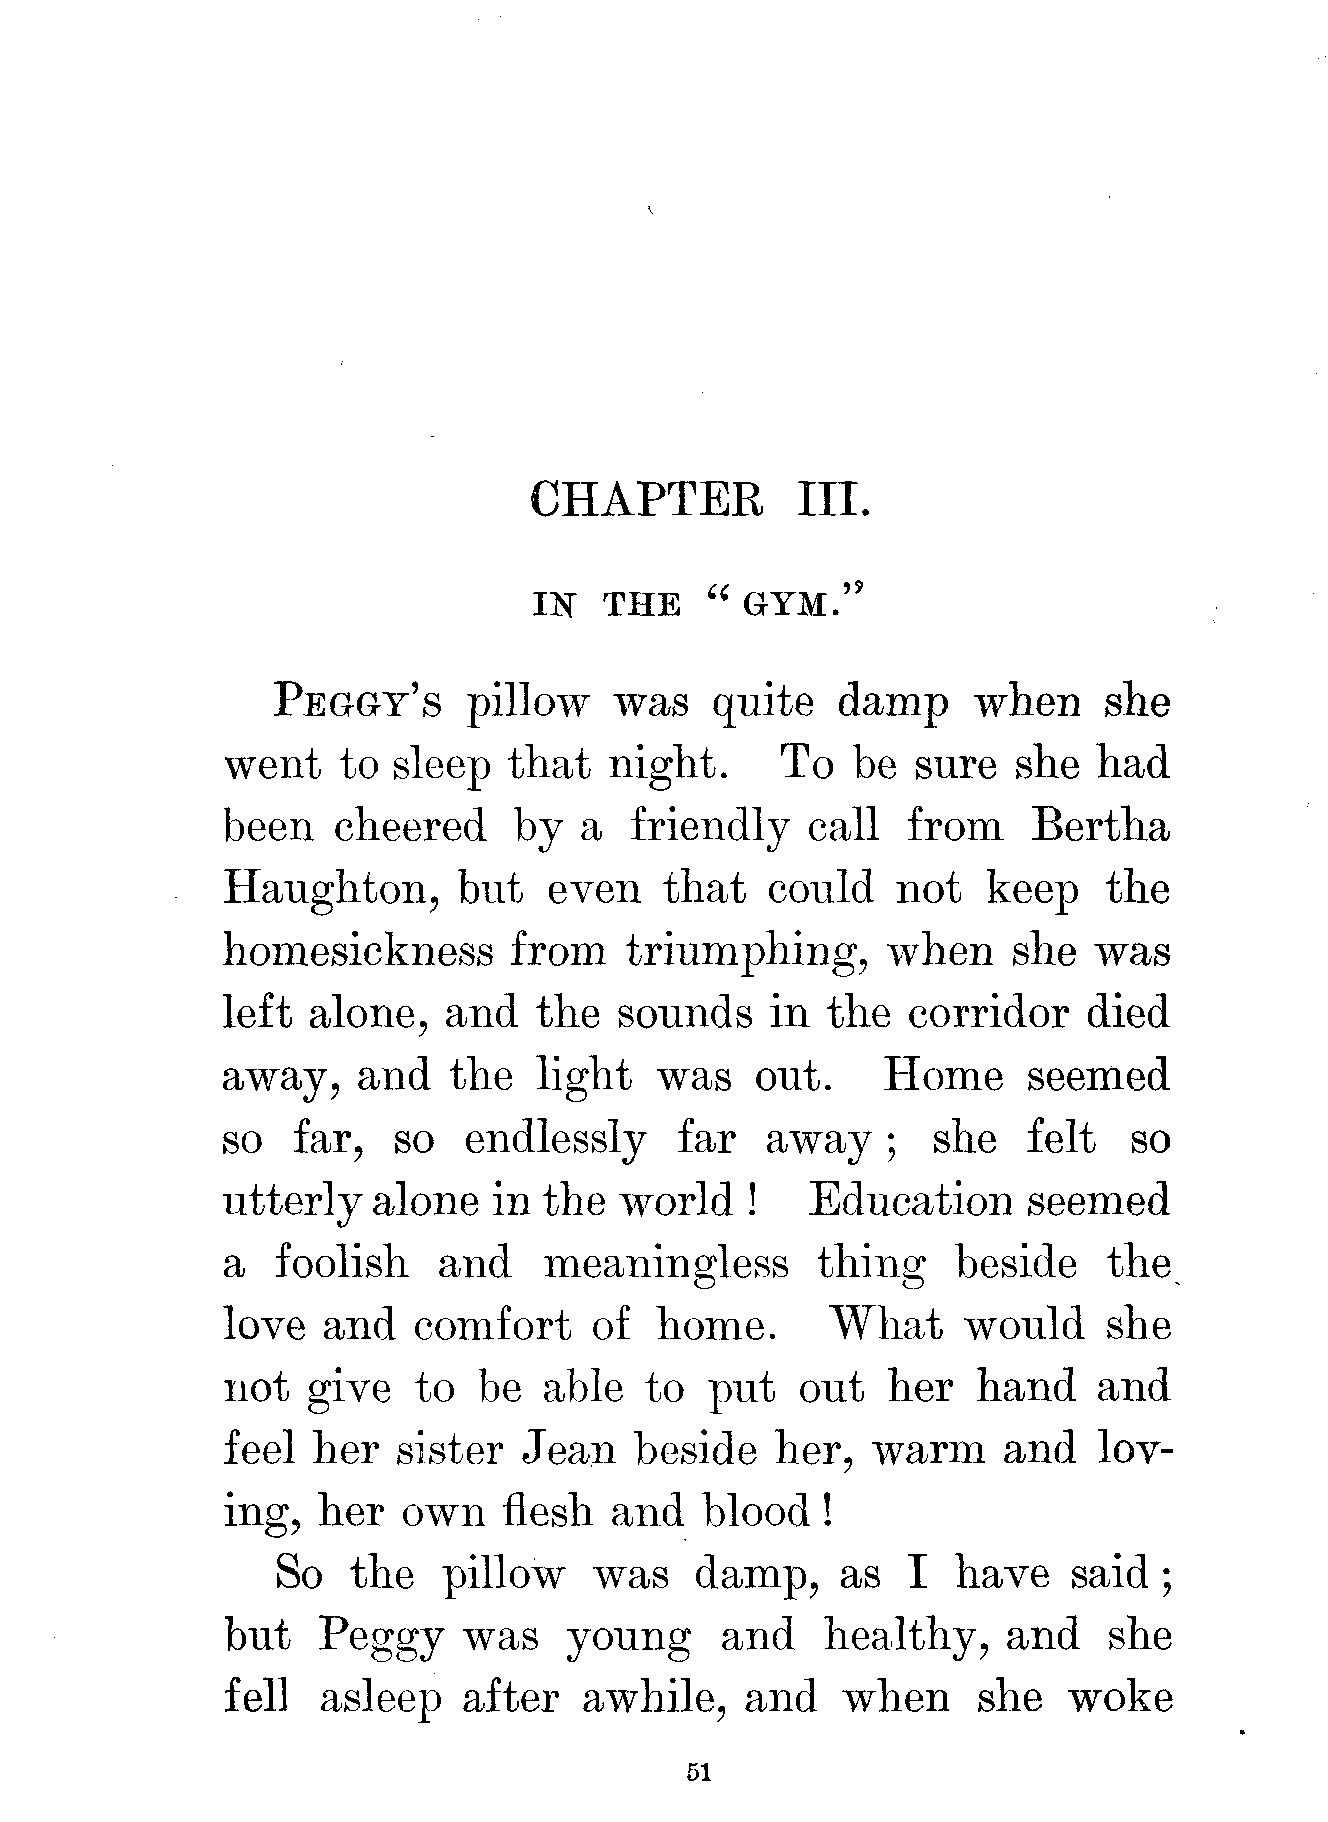 CHAPTER III.
IN THE “ GYM.”
PEGGY’S pillow was quite damp when she
went to sleep that night. To be sure she had
been cheered by a friendly call from Bertha
Haughton, but even that could not keep the
homesickness from triumphing, when she was
left alone, and the sounds in the corridor died
away, and the light was out. Home seemed
so far, so endlessly far away ; she felt so
utterly alone in the world ! Education seemed
a foolish and meaningless thing beside the
love and comfort of home. What would she
not give to be able to put out her hand and
feel her sister Jean beside her, warm and lov-
ing, her own flesh and blood !
So the pillow was damp, as I have said ;
but Peggy was young and healthy, and she
fell asleep after awhile, and when she woke
51